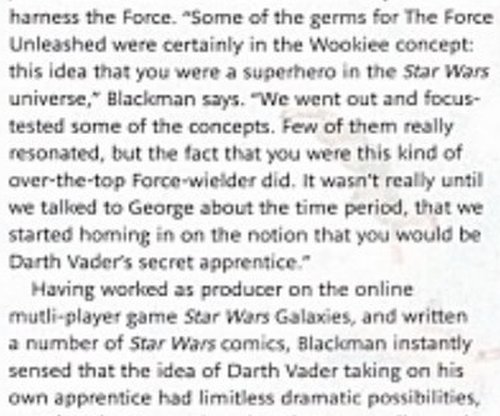 harness the Force. "Some of the germs for The Force
Unleashed were certainly in the Wookiee concept:
this idea that you were a superhero in the Star Wars
universe," Blackman says. "We went out and focus-
tested some of the concepts. Few of them really
resonated, but the fact that you were this kind of
over-the-top Force-wielder did. It wasn't really until
we talked to George about the time period, that we
started homing in on the notion that you would be
Darth Vader's secret apprentice."
Having worked as producer on the online
mutli-player game Star Wars Galaxies, and written
a number of Star Wars comics, Blackman instantly
sensed that the idea of Darth Vader taking on his
own apprentice had limitless dramatic possibilities,